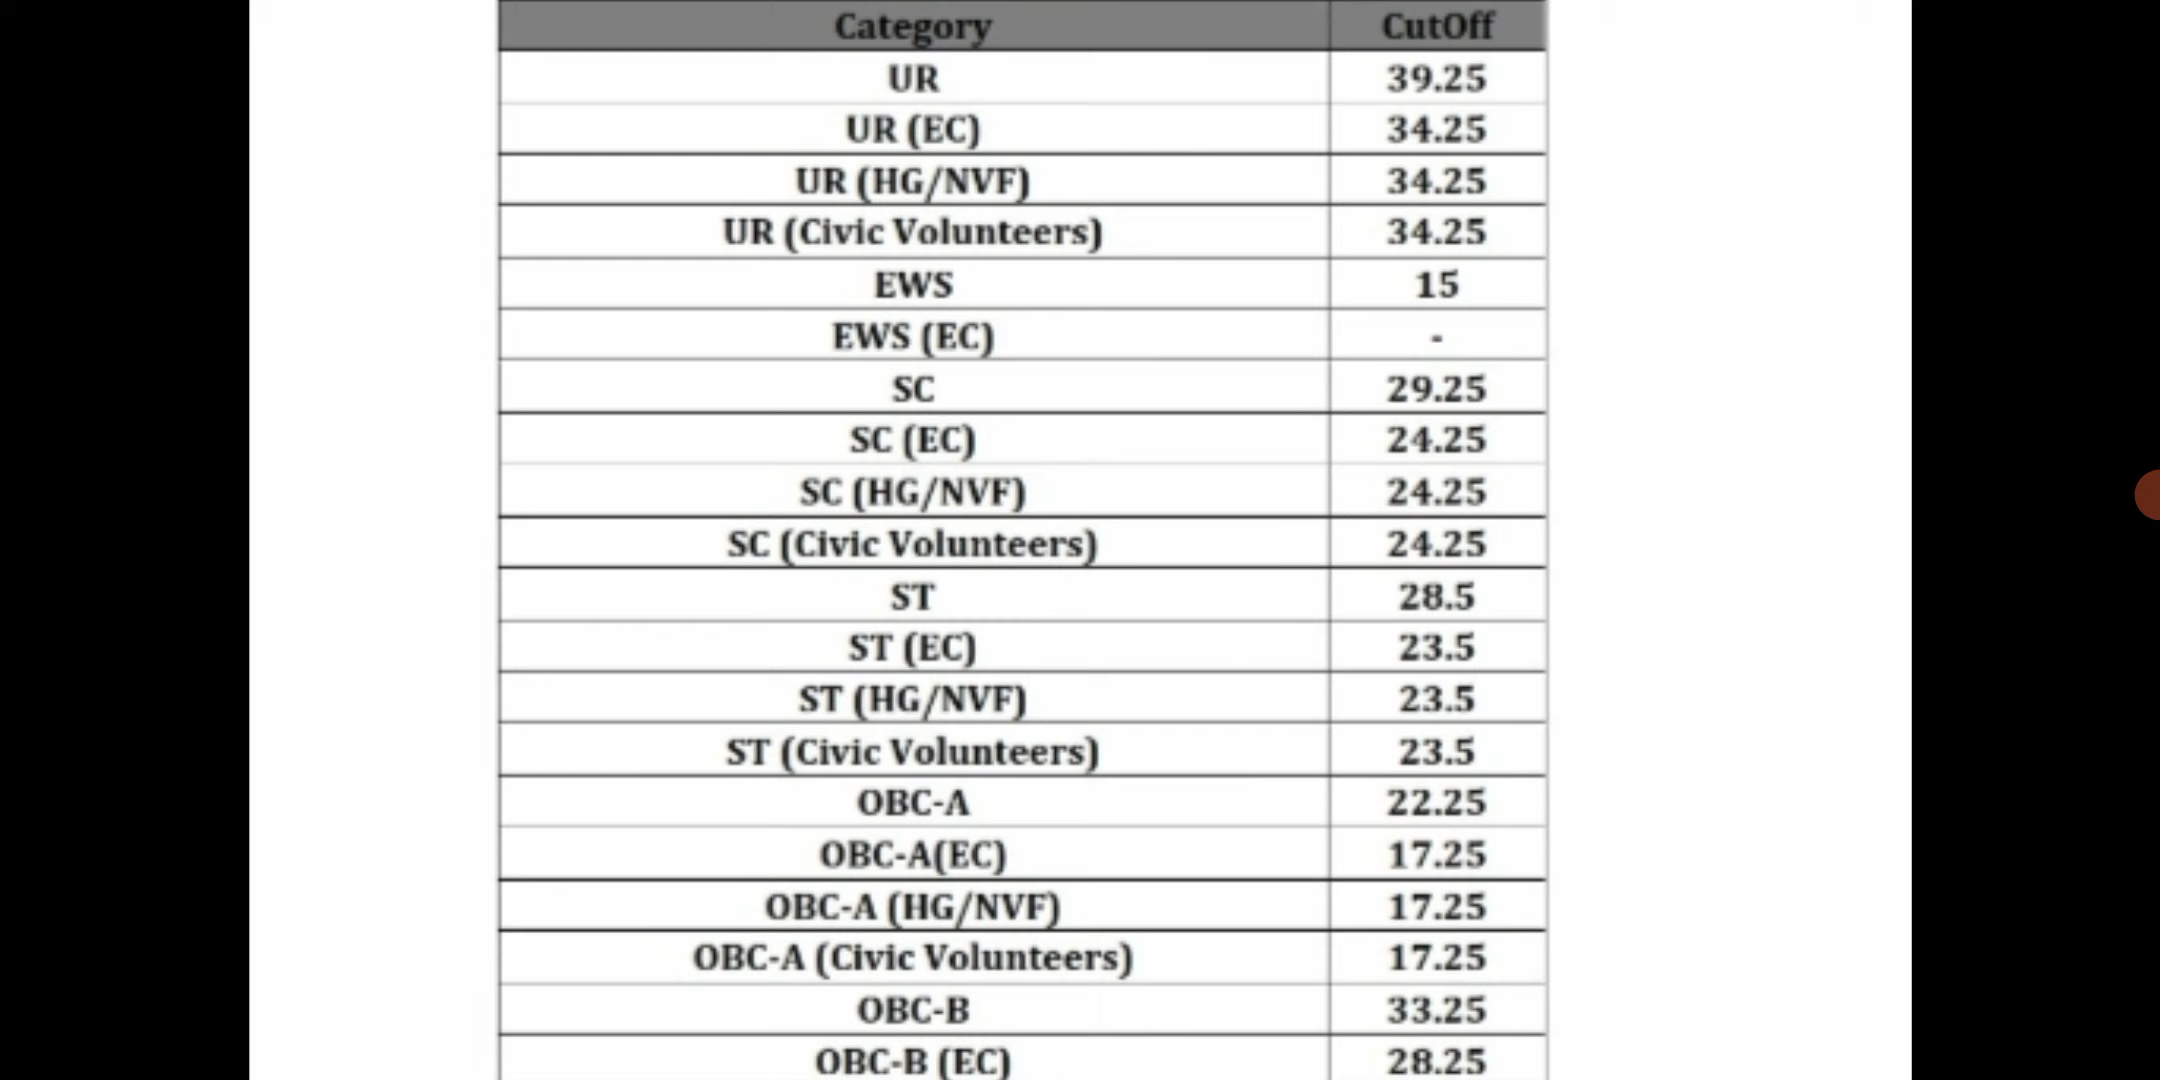 Category CutOff
UR 39.25
UR (EC) 34.25
UR (HG/NVF) 34.25
UR (Civic Volunteers) 34.25
EWS 15
EWS (EC) -
SC 29.25
SC (EC) 24.25
SC (HG/NVF) 24.25
SC (Civic Volunteers) 24.25
ST 28.5
ST (EC) 23.5
ST (HG/NVF) 23.5
ST (Civic Volunteers) 23.5
OBC-A 22.25
OBC-A(EC) 17.25
OBC-A (HG/NVF) 17.25
OBC-A (Civic Volunteers) 17.25
OBC-B 33.25
OBC-B (EC) 28.25